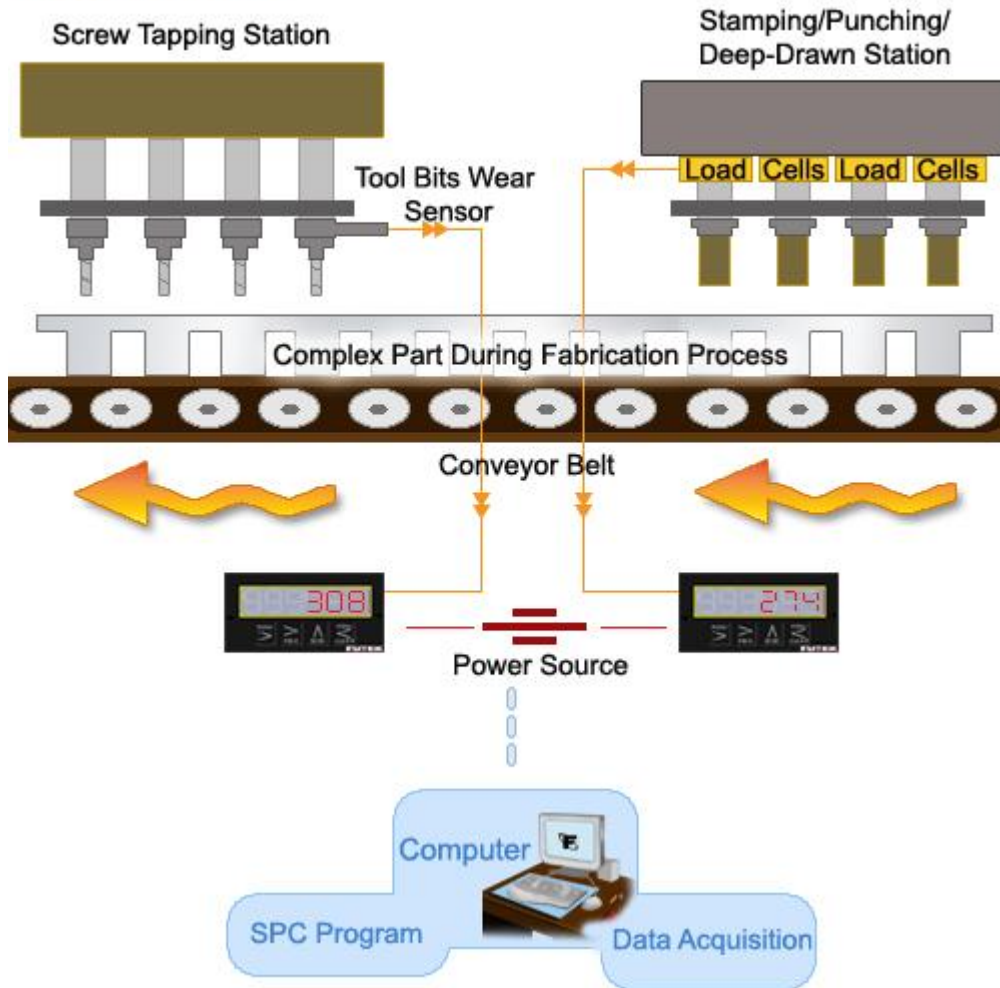 Screw Tapping Station
Stamping/Punching/
Deep-Drawn Station
Load Cells Load Cells
Tool Bits Wear
Sensor
Complex Part During Fabrication Process
Conveyor Belt
308
274
Power Source
Computer
SPC Program
Data Acquisition